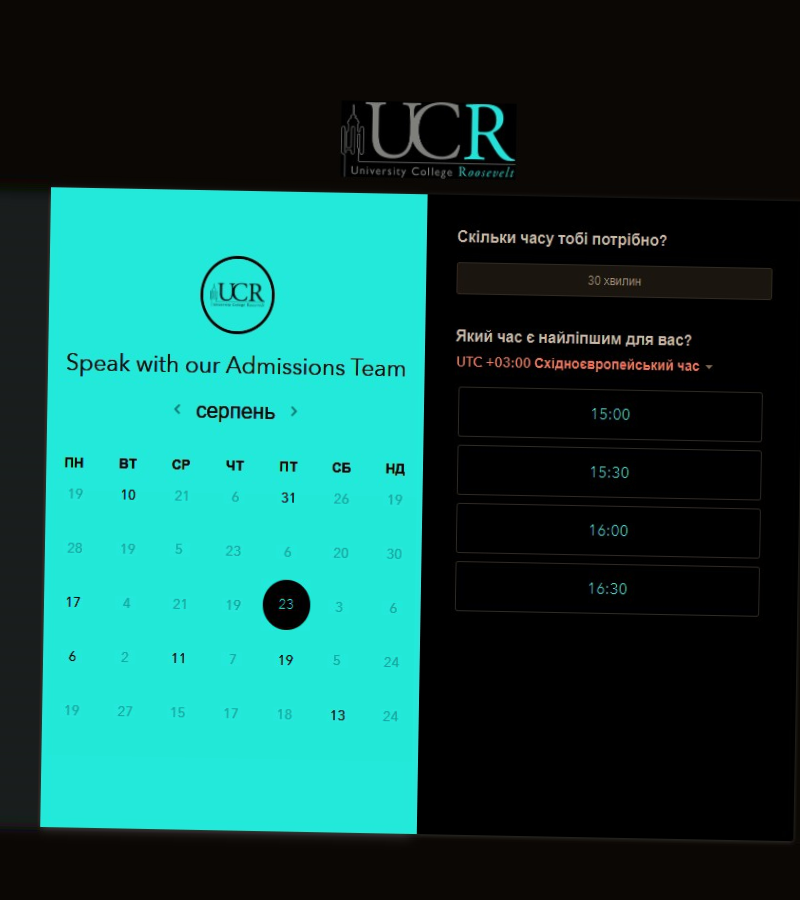 UCR
University College Roosevelt
UCR
Speak with our Admissions Team
серпень
ПН ВТ СР ЧТ ПТ СБ НД
19 10 21 6 31 26 19
28 19 5 23 6 20 30
17 4 21 19 23 3 6
6 2 11 7 19 5 24
19 27 15 17 18 13 24
Скільки часу тобі потрібно?
30 хвилин
Який час є найліпшим для вас?
UTC +03:00 Східноєвропейський час
15:00
15:30
16:00
16:30